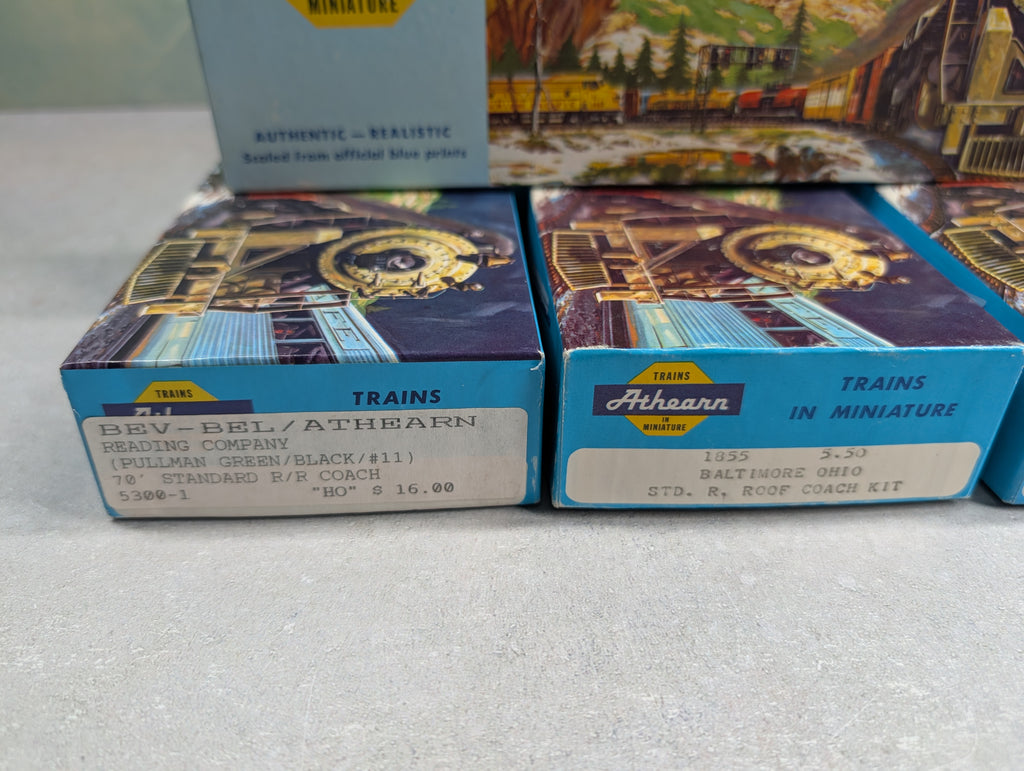 MINIATURE
AUTHENTIC — REALISTIC
Scaled from official blue prints
TRAINS
TRAINS
BEV-BEL/ATHEARN
READING COMPANY
(PULLMAN GREEN/BLACK/#11)
70' STANDARD R/R COACH
5300-1 "HO" $ 16.00
TRAINS
Athearn
IN
MINIATURE
TRAINS
IN MINIATURE
1855 5.50
BALTIMORE OHIO
STD. R. ROOF COACH KIT